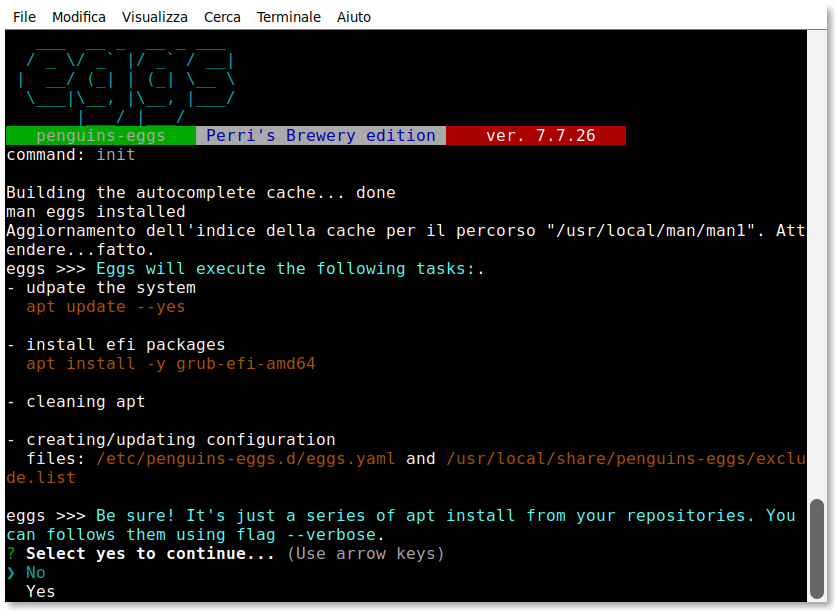 File Modifica Visualizza Cerca Terminale Aiuto
eggs
penguins-eggs Perri's Brewery edition ver. 7.7.26
command: init
Building the autocomplete cache... done
man eggs installed
Aggiornamento dell'indice della cache per il percorso "/usr/local/man/man1". Att
endere...fatto.
eggs >>> Eggs will execute the following tasks:.
- udpate the system
apt update --yes
- install efi packages
apt install -y grub-efi-amd64
- cleaning apt
- creating/updating configuration
files: /etc/penguins-eggs.d/eggs.yaml and /usr/local/share/penguins-eggs/exclu
de.list
eggs >>> Be sure! It's just a series of apt install from your repositories. You
can follows them using flag --verbose.
? Select yes to continue... (Use arrow keys)
❯ No
Yes